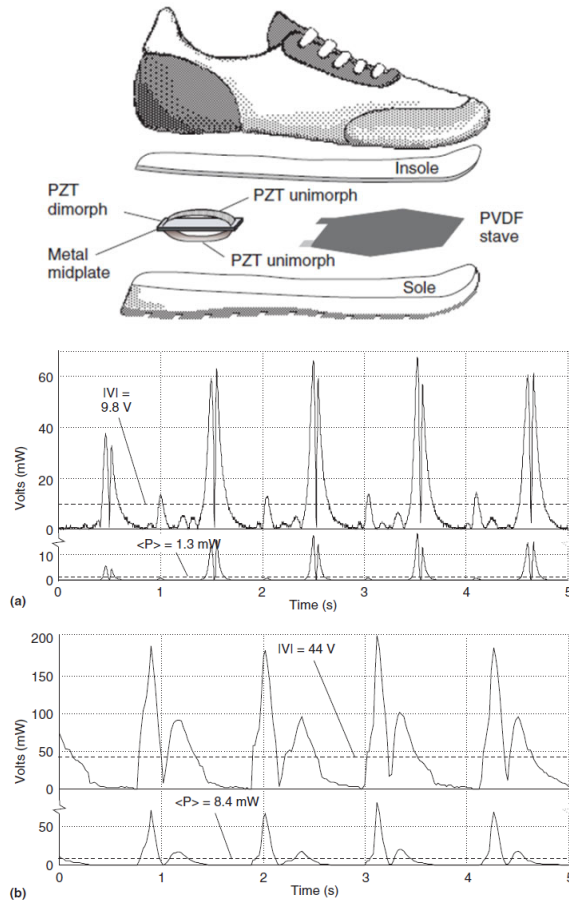 Insole
PZT
dimorph
PZT unimorph
PVDF
stave
Metal
midplate
PZT unimorph
Sole
60
40
20
0
10
0
Volts (mW)
|V| =
9.8 V
<P> = 1.3 mW
0 1 2 3 4 5
Time (s)
(a)
200
150
100
50
0
50
0
Volts (mW)
|V| = 44 V
<P> = 8.4 mW
0 1 2 3 4 5
Time (s)
(b)